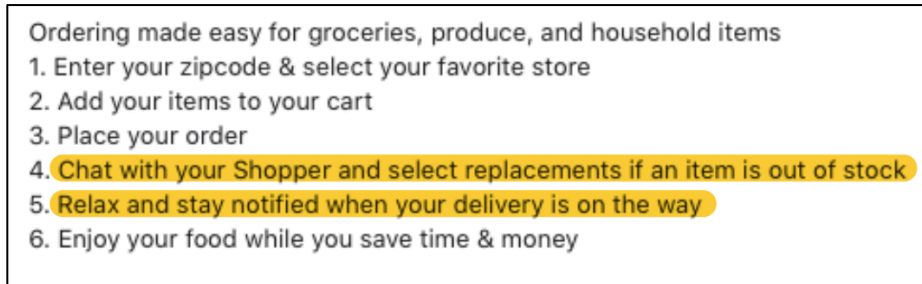 Ordering made easy for groceries, produce, and household items
1. Enter your zipcode & select your favorite store
2. Add your items to your cart
3. Place your order
4. Chat with your Shopper and select replacements if an item is out of stock
5. Relax and stay notified when your delivery is on the way
6. Enjoy your food while you save time & money